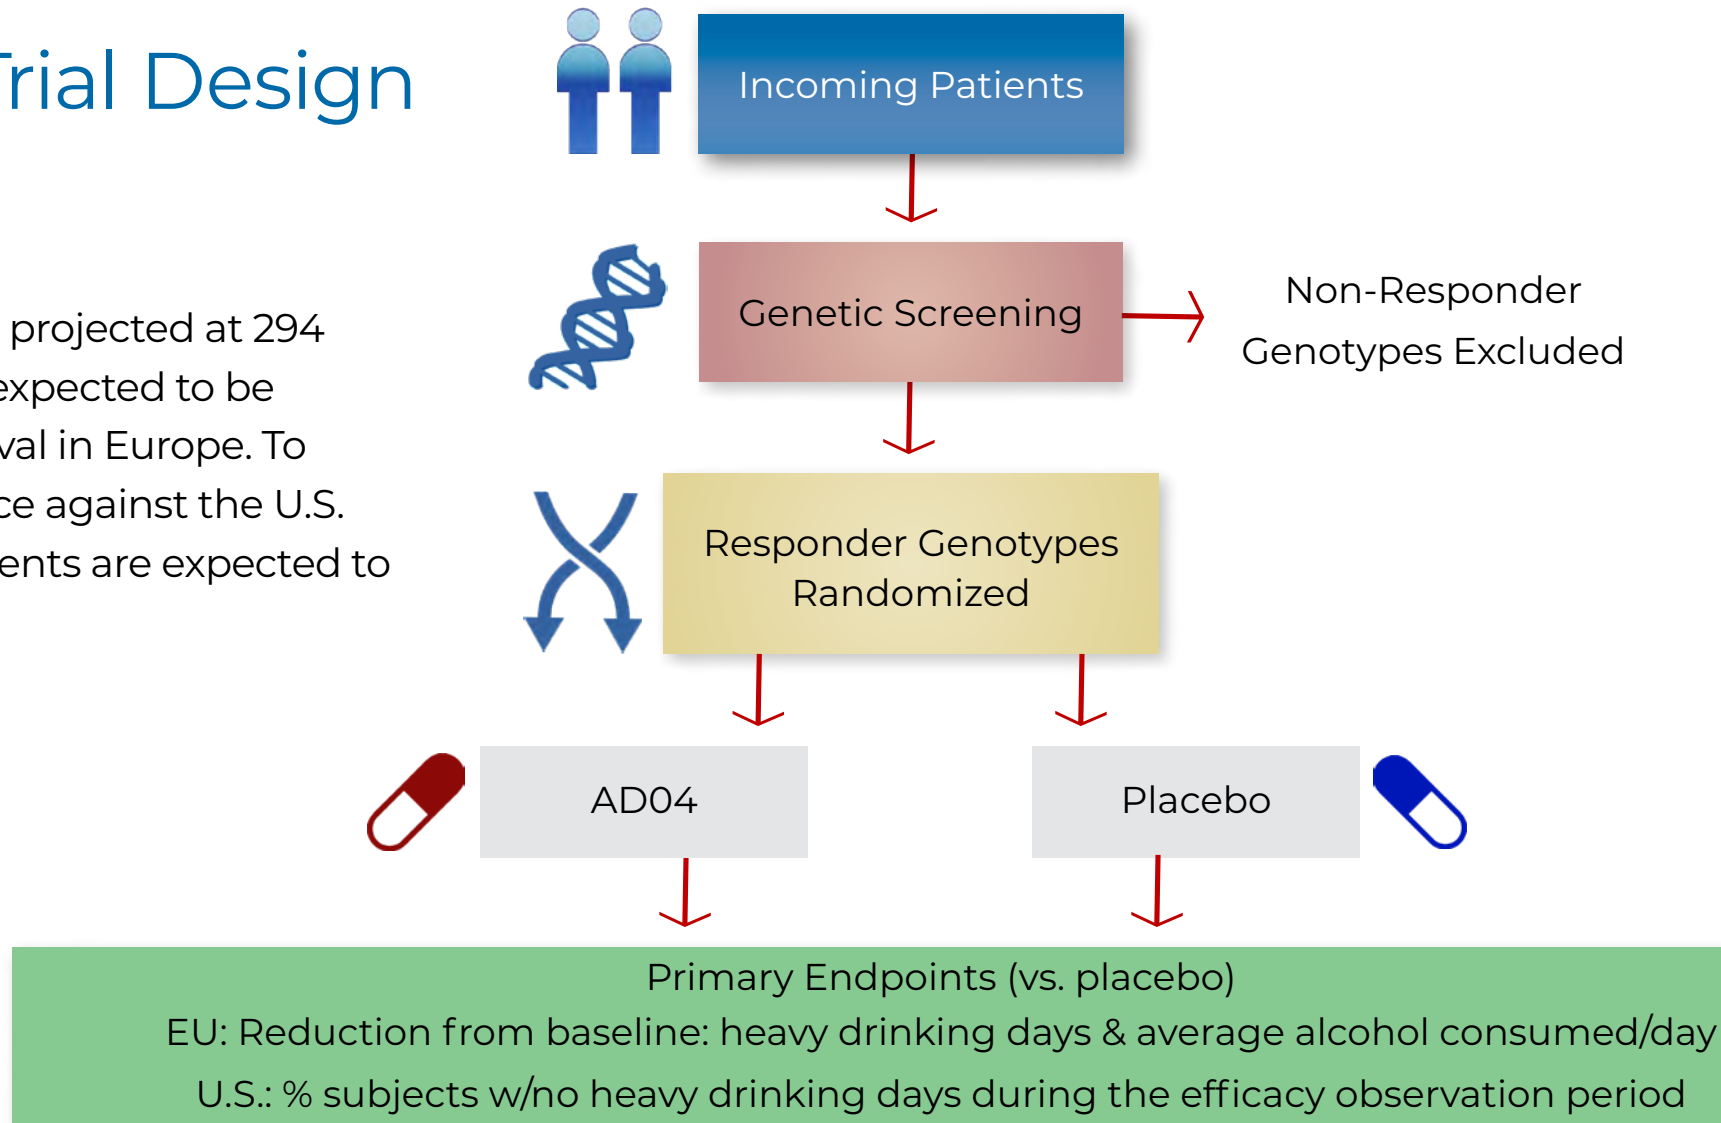 Trial Design
projected at 294
expected to be
val in Europe. To
ce against the U.S.
ents are expected to
Incoming Patients
Genetic Screening
Non-Responder
Genotypes Excluded
Responder Genotypes
Randomized
AD04
Placebo
Primary Endpoints (vs. placebo)
EU: Reduction from baseline: heavy drinking days & average alcohol consumed/day
U.S.: % subjects w/no heavy drinking days during the efficacy observation period